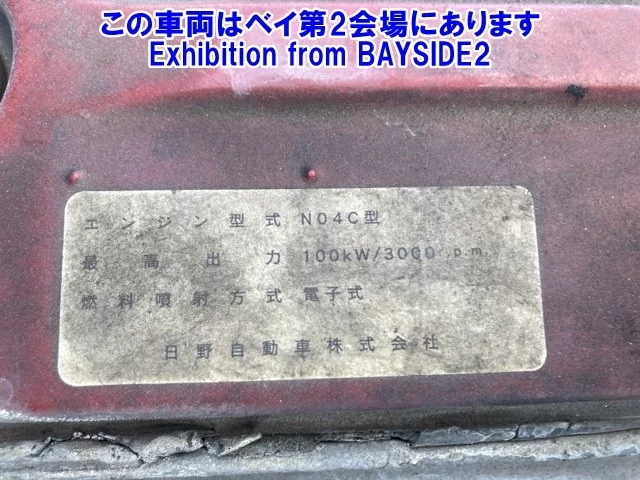 この車両はベイ第2会場にあります
Exhibition from BAYSIDE2
エンジン型式 N04C型
最高出力 100kW/3000 .p.m
燃料噴射方式 電子式
日野自動車株式会社